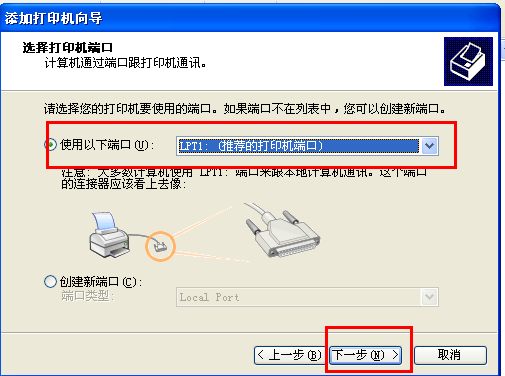 添加打印机向导
选择打印机端口
计算机通过端口跟打印机通讯。
请选择您的打印机要使用的端口。如果端口不在列表中，您可以创建新端口。
使用以下端口(U):
LPT1: (推荐的打印机端口)
注意: 大多数计算机使用 LPT1: 端口来跟本地计算机通讯。这个端口
的连接器应该看上去像:
创建新端口(C):
端口类型:
Local Port
< 上一步(B)
下一步(N) >
取消